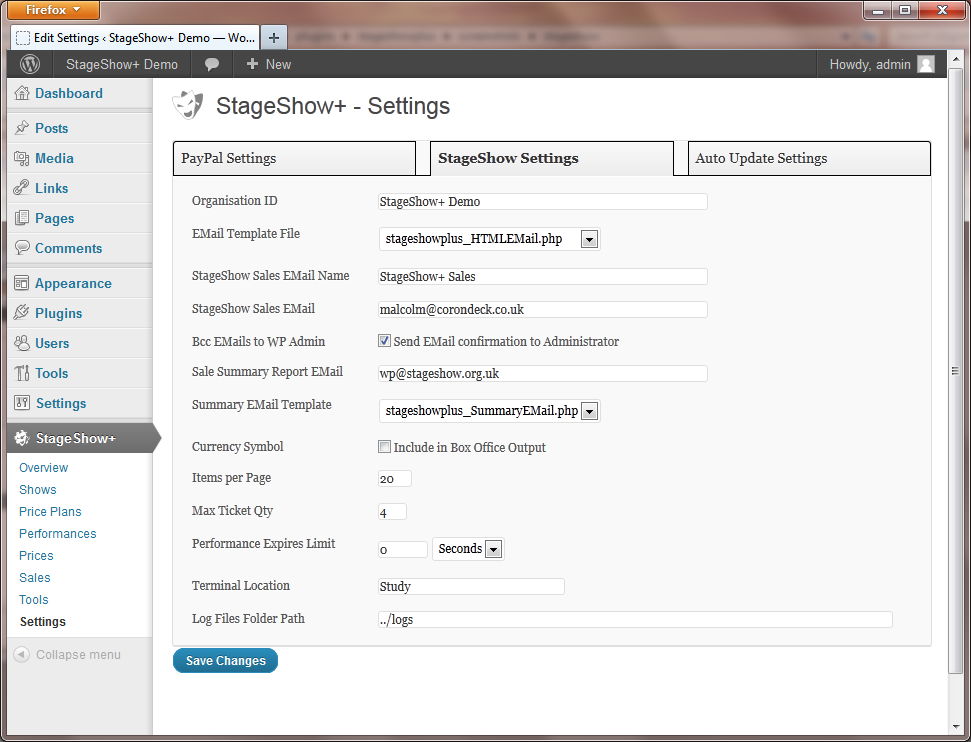 Firefox
Edit Settings ‹ StageShow+ Demo — Wo...
StageShow+ Demo
New
Howdy, admin
Dashboard
Posts
Media
Links
Pages
Comments
Appearance
Plugins
Users
Tools
Settings
StageShow+
Overview
Shows
Price Plans
Performances
Prices
Sales
Tools
Settings
Collapse menu
StageShow+ - Settings
PayPal Settings
StageShow Settings
Auto Update Settings
Organisation ID
StageShow+ Demo
EMail Template File
stageshowplus_HTMLEMail.php
StageShow Sales EMail Name
StageShow+ Sales
StageShow Sales EMail
malcolm@corondeck.co.uk
Bcc EMails to WP Admin
Send EMail confirmation to Administrator
Sale Summary Report EMail
wp@stageshow.org.uk
Summary EMail Template
stageshowplus_SummaryEMail.php
Currency Symbol
Include in Box Office Output
Items per Page
20
Max Ticket Qty
4
Performance Expires Limit
0
Seconds
Terminal Location
Study
Log Files Folder Path
../logs
Save Changes